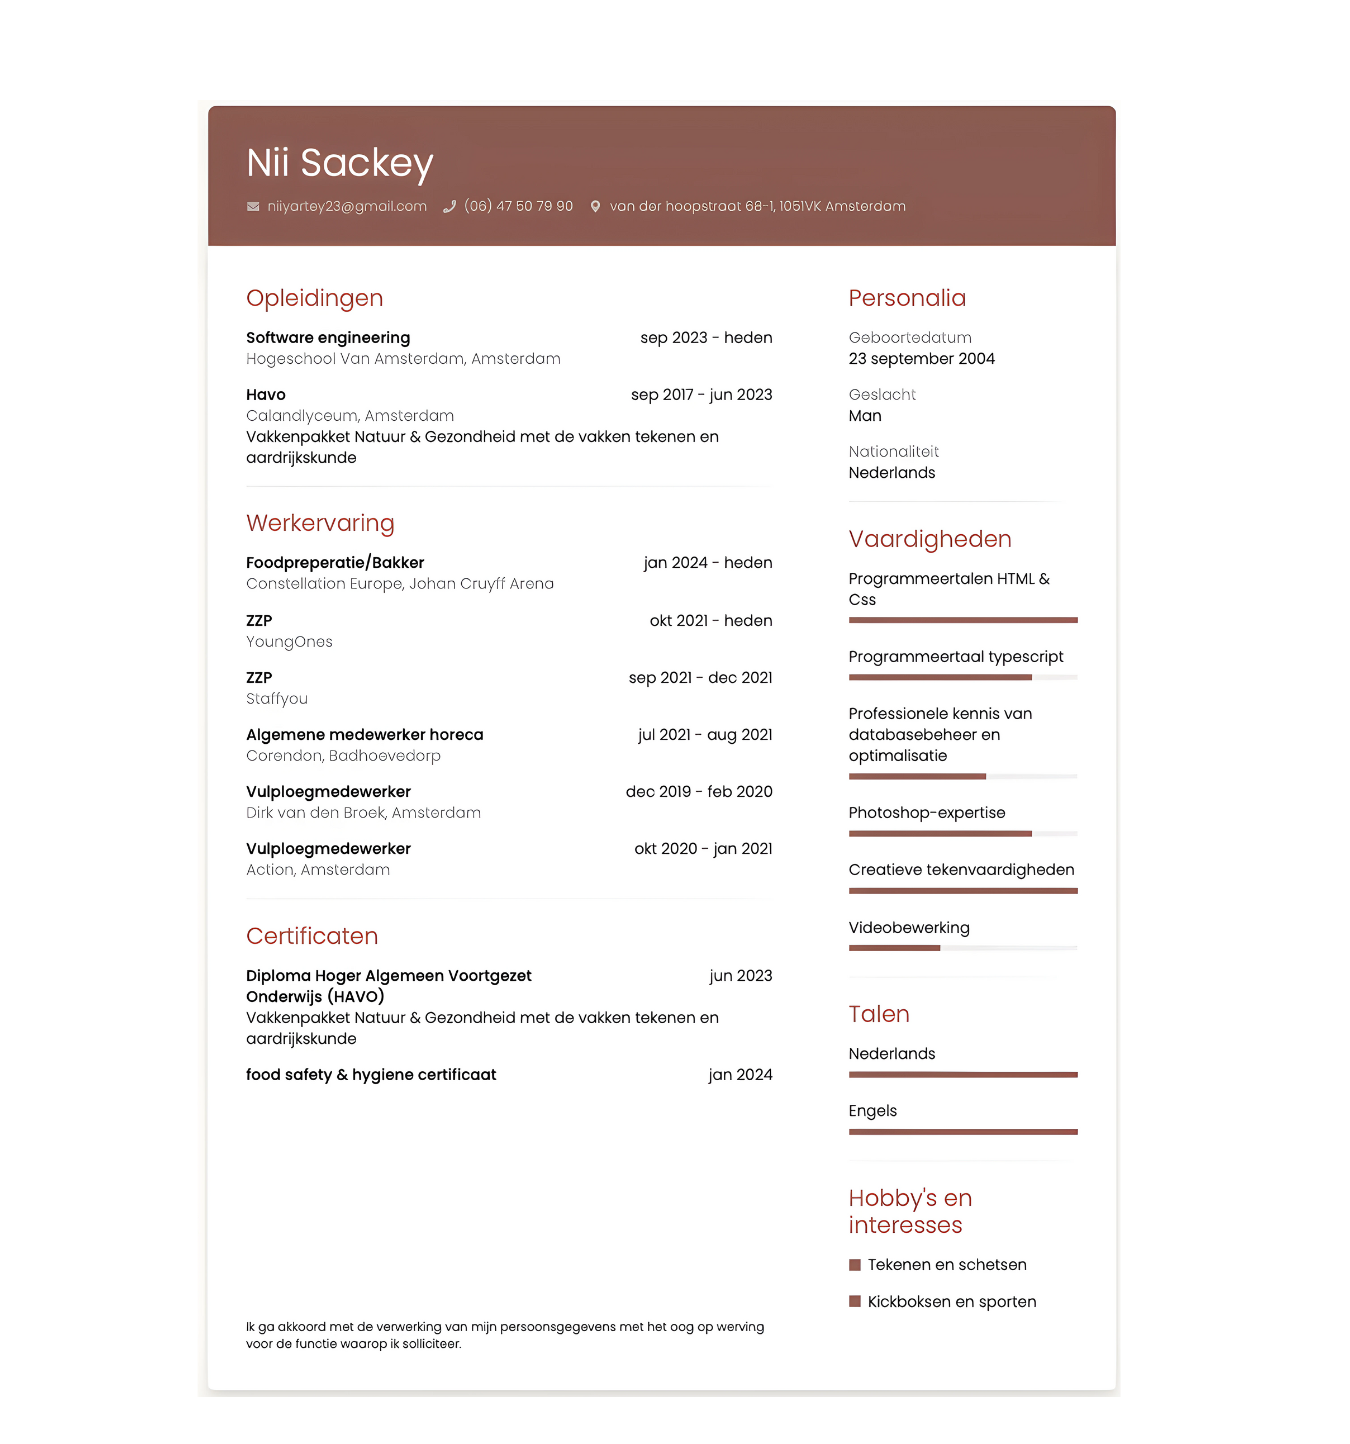 Nii Sackey
niiyartey23@gmail.com (06) 47 50 79 90 van der hoopstraat 68-1, 1051VK Amsterdam
Opleidingen
Software engineering sep 2023 - heden
Hogeschool Van Amsterdam, Amsterdam
Havo sep 2017 - jun 2023
Calandlyceum, Amsterdam
Vakkenpakket Natuur & Gezondheid met de vakken tekenen en
aardrijkskunde
Werkervaring
Foodpreperatie/Bakker jan 2024 - heden
Constellation Europe, Johan Cruyff Arena
ZZP okt 2021 - heden
YoungOnes
ZZP sep 2021 - dec 2021
Staffyou
Algemene medewerker horeca jul 2021 - aug 2021
Corendon, Badhoevedorp
Vulploegmedewerker dec 2019 - feb 2020
Dirk van den Broek, Amsterdam
Vulploegmedewerker okt 2020 - jan 2021
Action, Amsterdam
Certificaten
Diploma Hoger Algemeen Voortgezet jun 2023
Onderwijs (HAVO)
Vakkenpakket Natuur & Gezondheid met de vakken tekenen en
aardrijkskunde
food safety & hygiene certificaat jan 2024
Ik ga akkoord met de verwerking van mijn persoonsgegevens met het oog op werving
voor de functie waarop ik solliciteer.
Personalia
Geboortedatum
23 september 2004
Geslacht
Man
Nationaliteit
Nederlands
Vaardigheden
Programmeertalen HTML &
Css
Programmeertaal typescript
Professionele kennis van
databasebeheer en
optimalisatie
Photoshop-expertise
Creatieve tekenvaardigheden
Videobewerking
Talen
Nederlands
Engels
Hobby's en
interesses
Tekenen en schetsen
Kickboksen en sporten